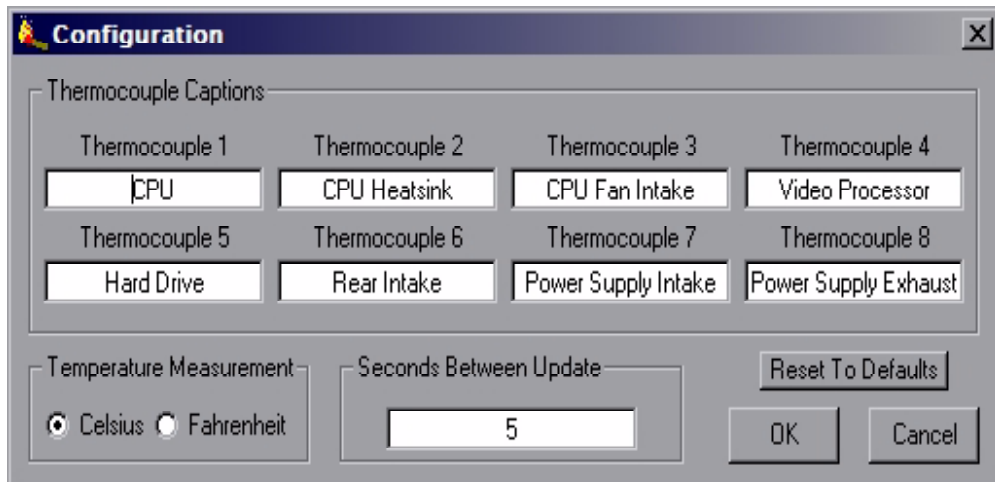 Configuration
Thermocouple Captions
Thermocouple 1 Thermocouple 2 Thermocouple 3 Thermocouple 4
CPU CPU Heatsink CPU Fan Intake Video Processor
Thermocouple 5 Thermocouple 6 Thermocouple 7 Thermocouple 8
Hard Drive Rear Intake Power Supply Intake Power Supply Exhaust
Temperature Measurement Seconds Between Update Reset To Defaults
Celsius Fahrenheit 5 OK Cancel